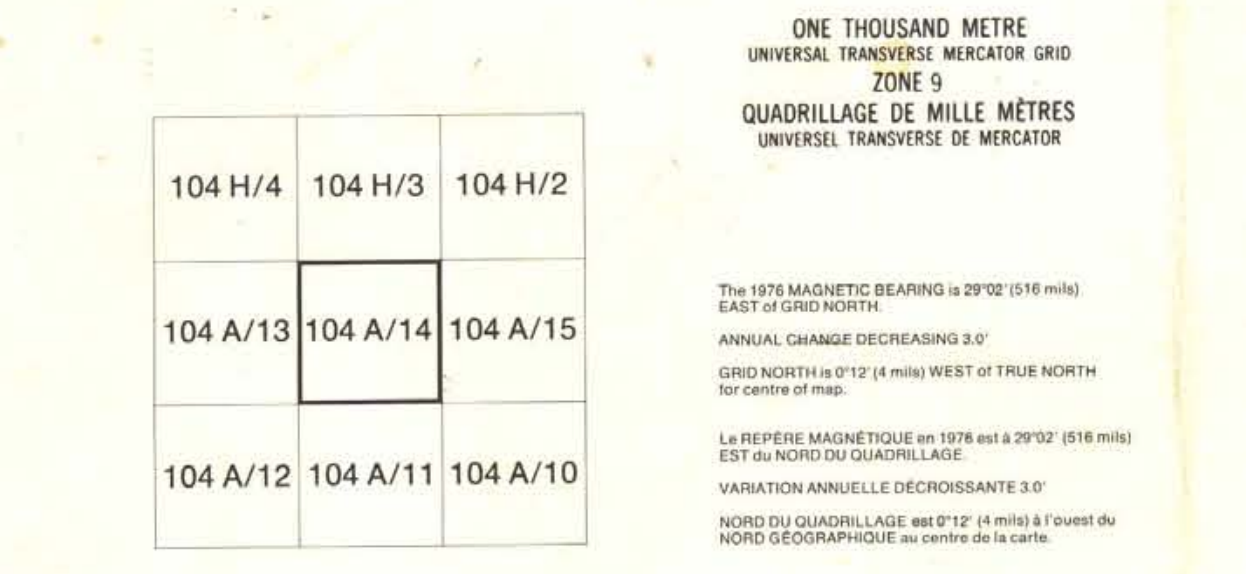 ONE THOUSAND METRE
UNIVERSAL TRANSVERSE MERCATOR GRID
ZONE 9
QUADRILLAGE DE MILLE MÈTRES
UNIVERSEL TRANSVERSE DE MERCATOR
104 H/4 104 H/3 104 H/2
104 A/13 104 A/14 104 A/15
104 A/12 104 A/11 104 A/10
The 1976 MAGNETIC BEARING is 29°02' (516 mils)
EAST of GRID NORTH.
ANNUAL CHANGE DECREASING 3.0'
GRID NORTH is 0°12' (4 mils) WEST of TRUE NORTH
for centre of map.
Le REPÈRE MAGNÉTIQUE en 1976 est à 29°02' (516 mils)
EST du NORD DU QUADRILLAGE.
VARIATION ANNUELLE DÉCROISSANTE 3.0'
NORD DU QUADRILLAGE est 0°12' (4 mils) à l'ouest du
NORD GÉOGRAPHIQUE au centre de la carte.